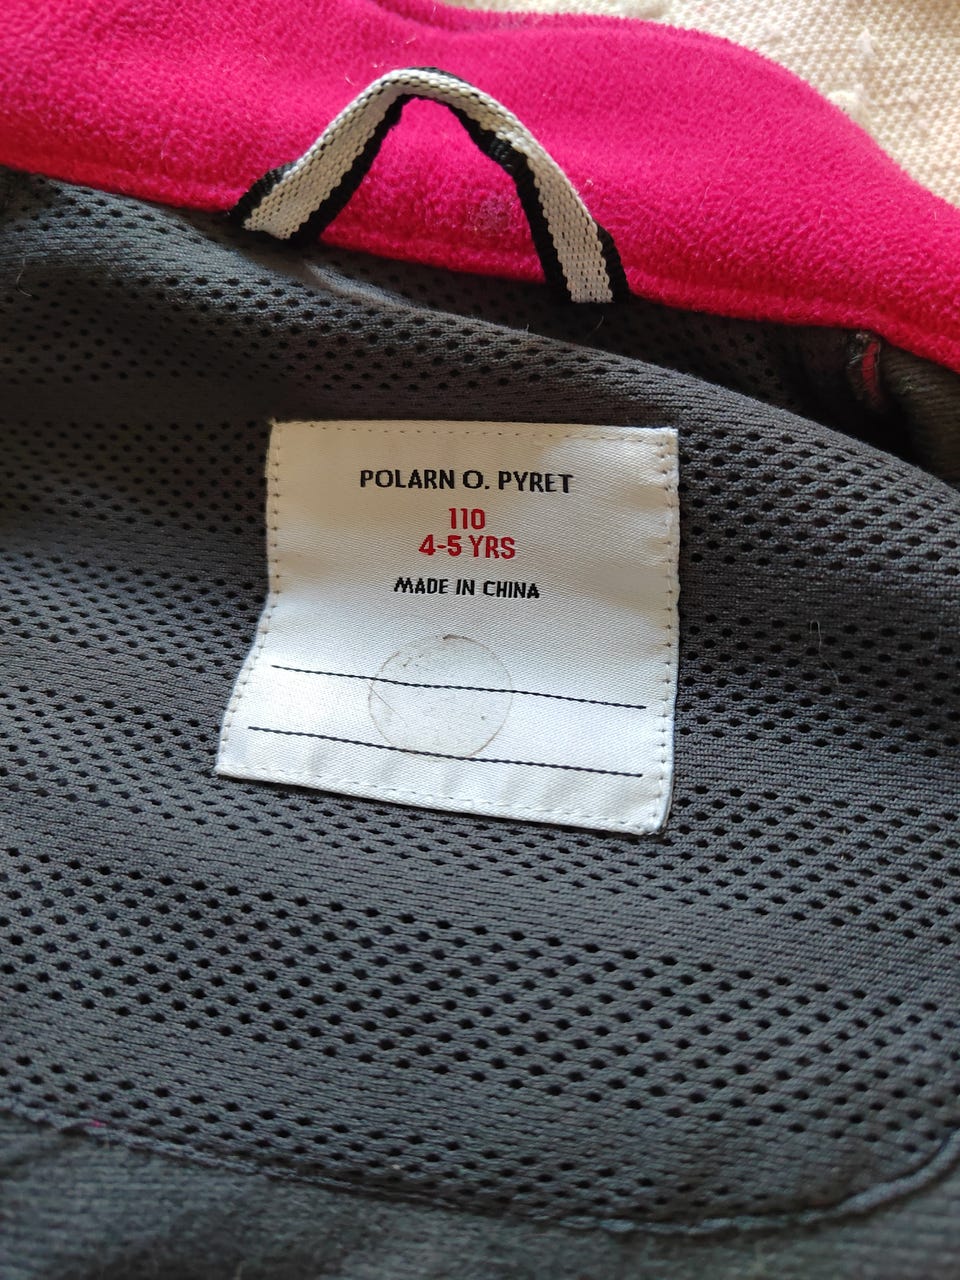 POLARN O. PYRET
110
4-5 YRS
MADE IN CHINA